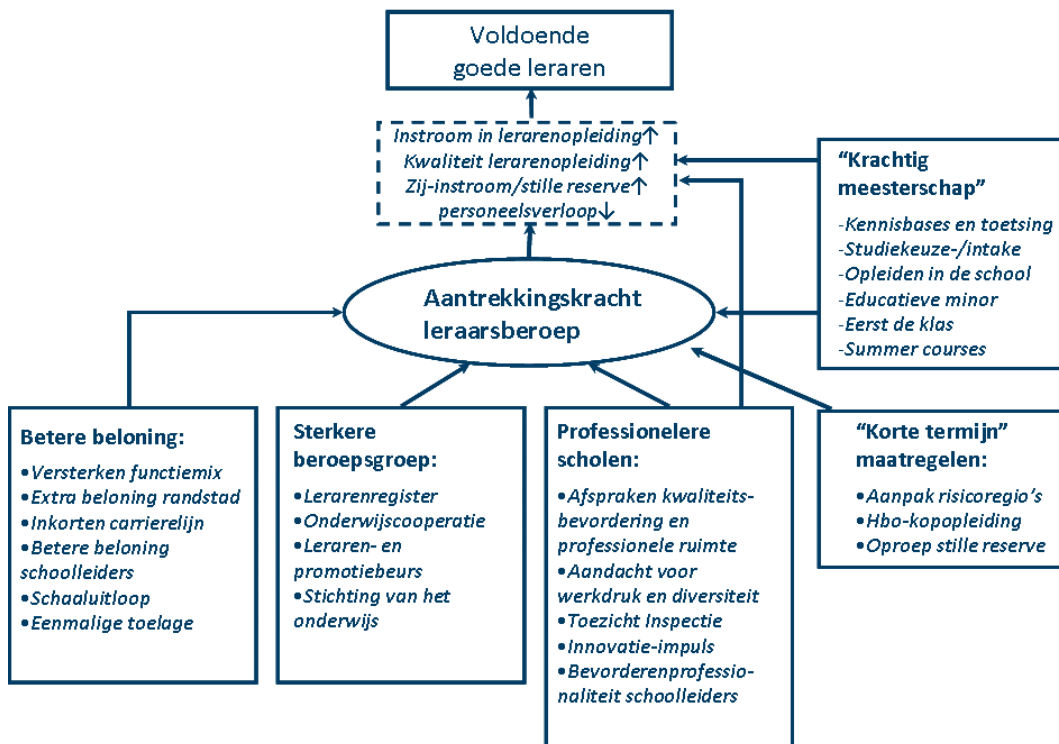 Voldoende
goede leraren
Instroom in lerarenopleiding↑
Kwaliteit lerarenopleiding↑
Zij-instroom/stille reserve↑
personeelsverloop↓
"Krachtig
meesterschap"
-Kennisbases en toetsing
-Studiekeuze-/intake
-Opleiden in de school
-Educatieve minor
-Eerst de klas
-Summer courses
Aantrekkingskracht
leraarsberoep
Betere beloning:
•Versterken functiemix
•Extra beloning randstad
•Inkorten carrierelijn
•Betere beloning
schoolleiders
•Schaaluitloop
•Eenmalige toelage
Sterkere
beroepsgroep:
•Lerarenregister
•Onderwijscooperatie
•Leraren- en
promotiebeurs
•Stichting van het
onderwijs
Professionelere
scholen:
•Afspraken kwaliteits-
bevordering en
professionele ruimte
•Aandacht voor
werkdruk en diversiteit
•Toezicht Inspectie
•Innovatie-impuls
•Bevorderenprofessio-
naliteit schoolleiders
"Korte termijn"
maatregelen:
•Aanpak risicoregio's
•Hbo-kopopleiding
•Oproep stille reserve